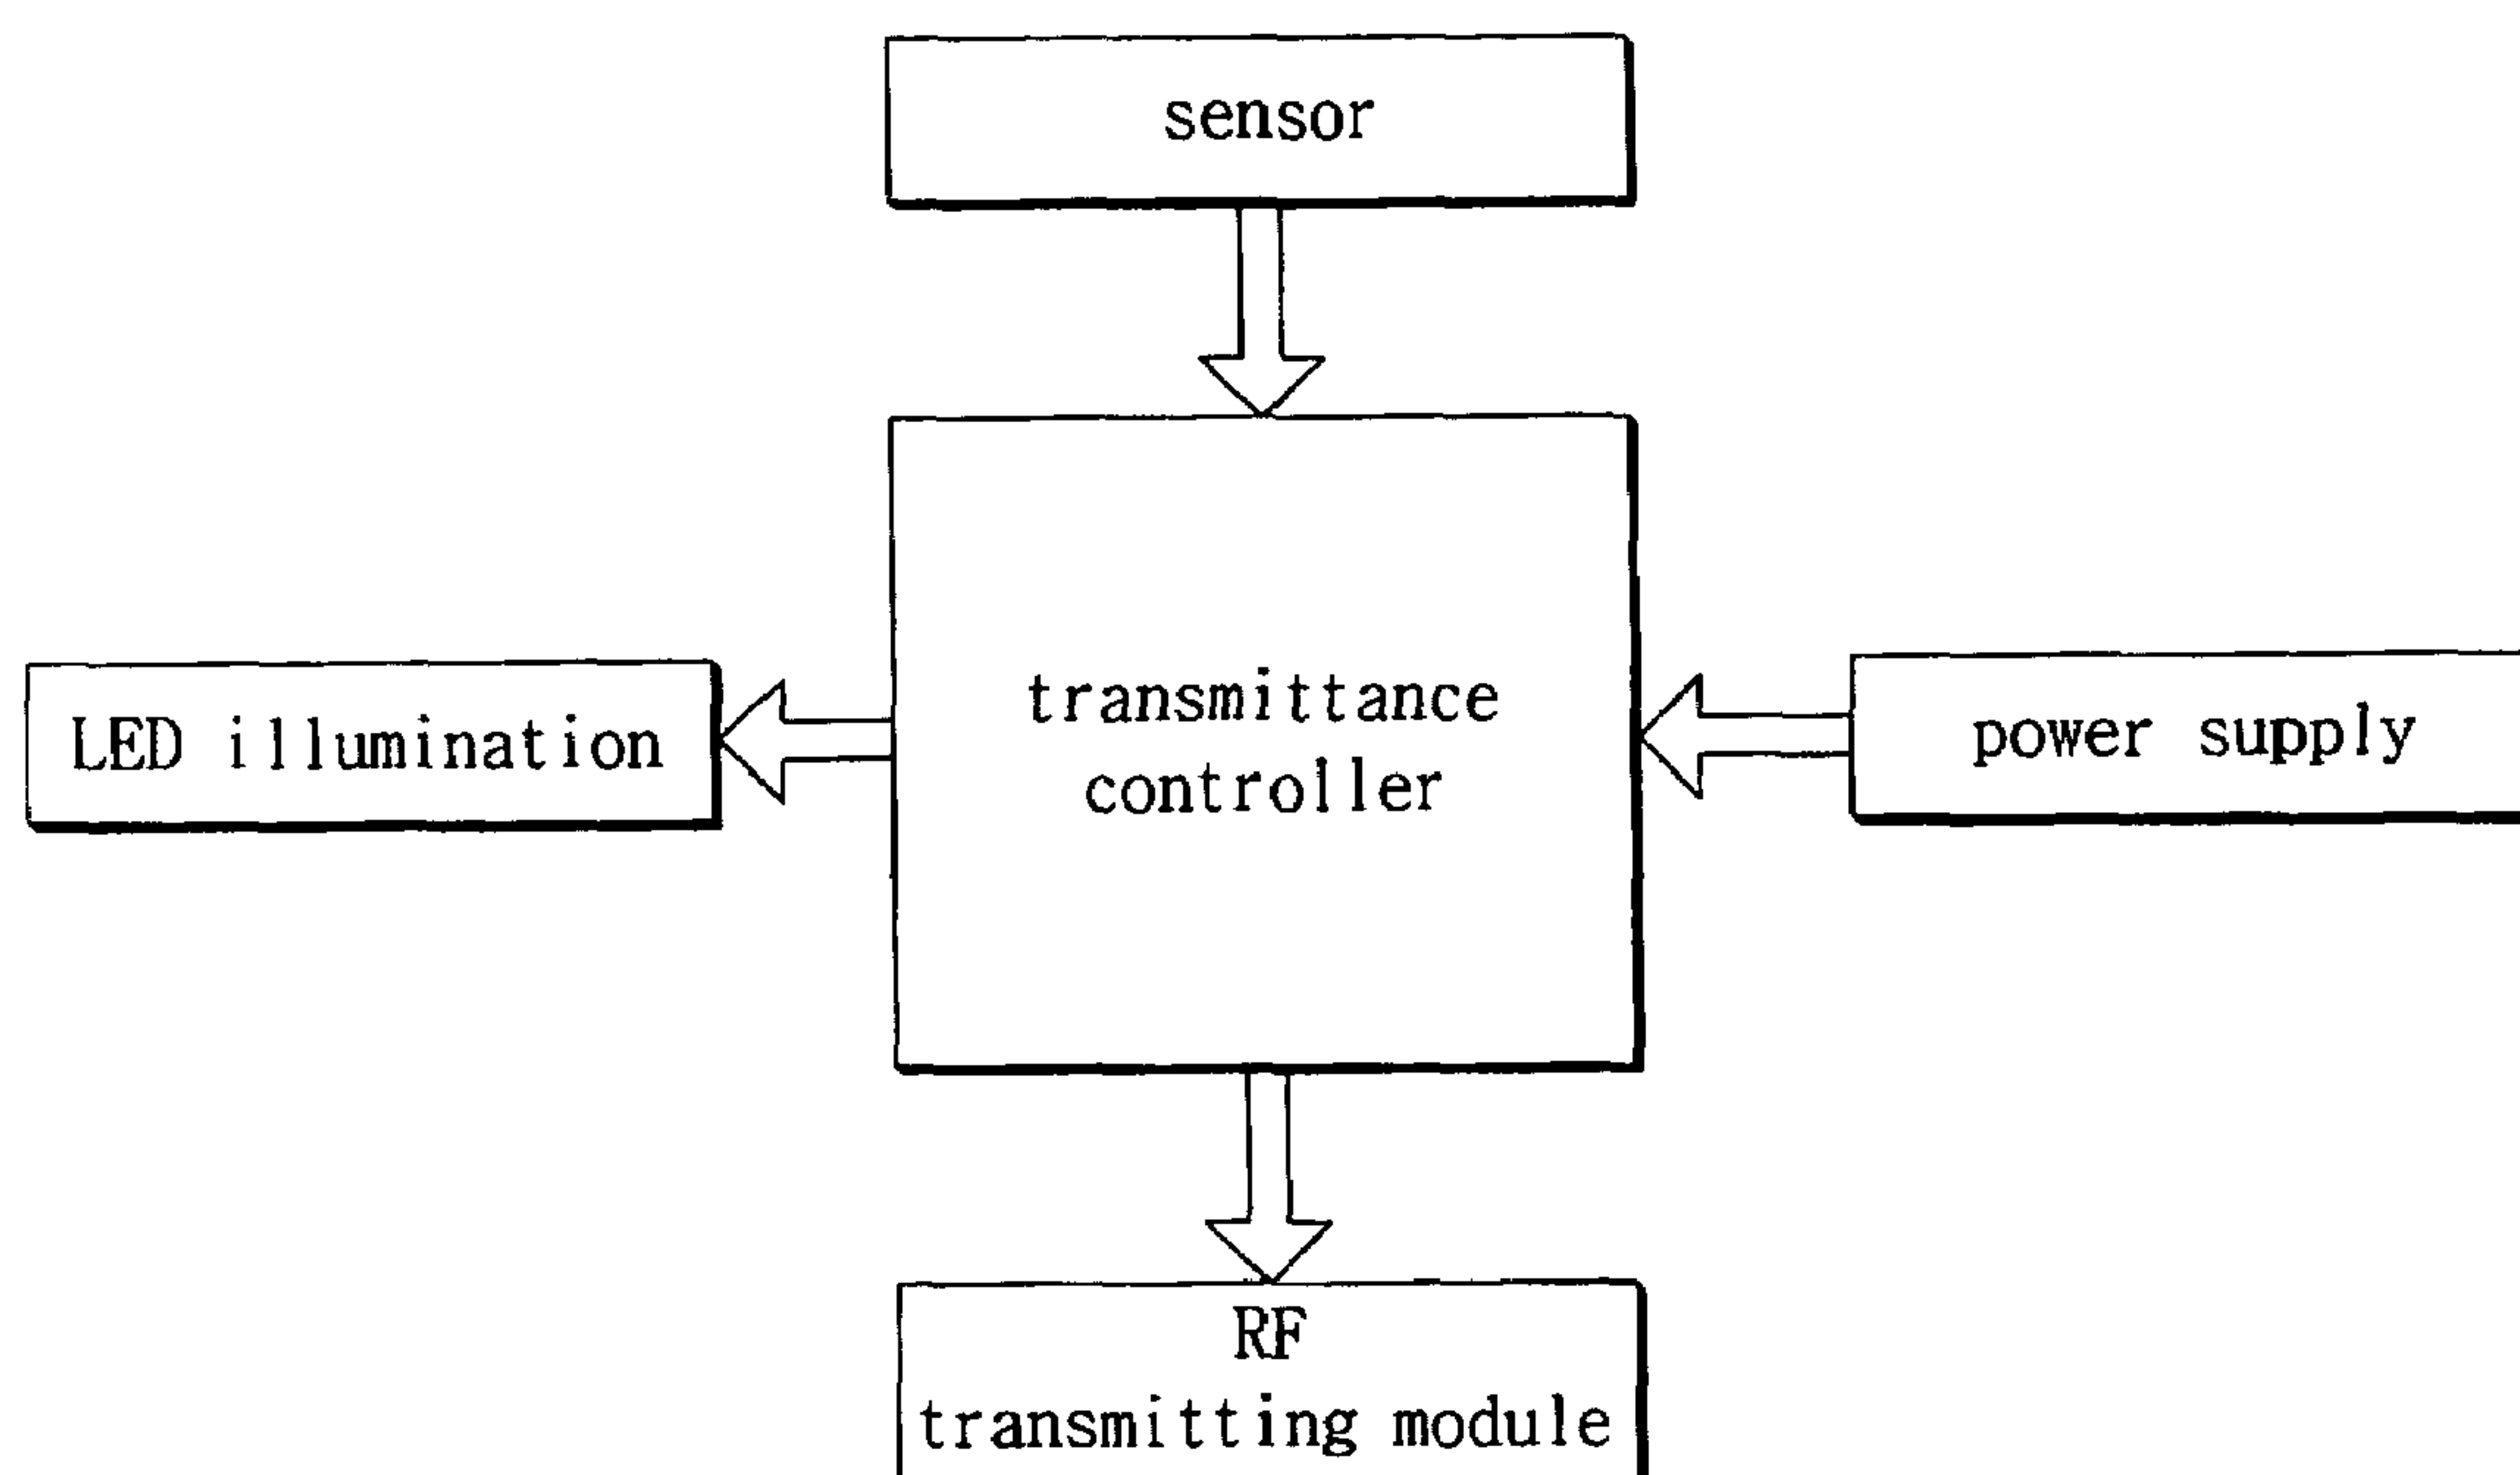 sensor
transmittance
controller
LED illumination
power supply
RF
transmitting module